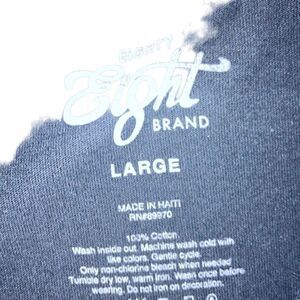 EIGHTY
Eight
BRAND
LARGE
MADE IN HAITI
RN#89970
100% Cotton.
Wash inside out. Machine wash cold with
like colors. Gentle cycle
Only non-chlorine bleach when needed
Tumble dry low, warm iron. Wash once before
wearing. Do not iron on decoration.